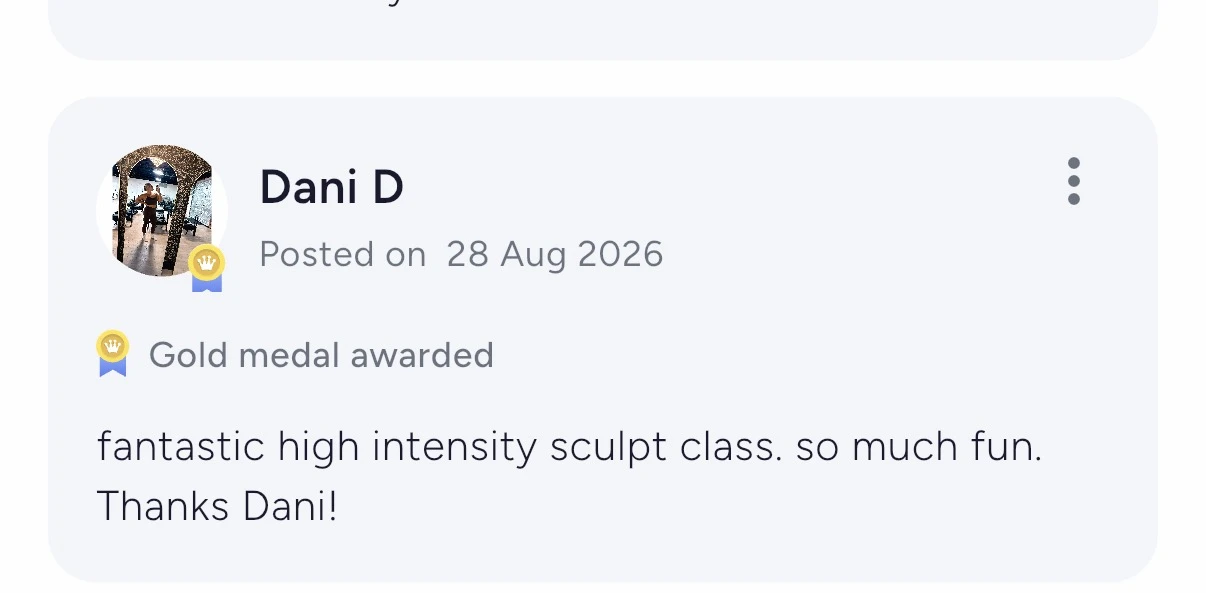 Dani D
Posted on 28 Aug 2026
Gold medal awarded
fantastic high intensity sculpt class. so much fun.
Thanks Dani!